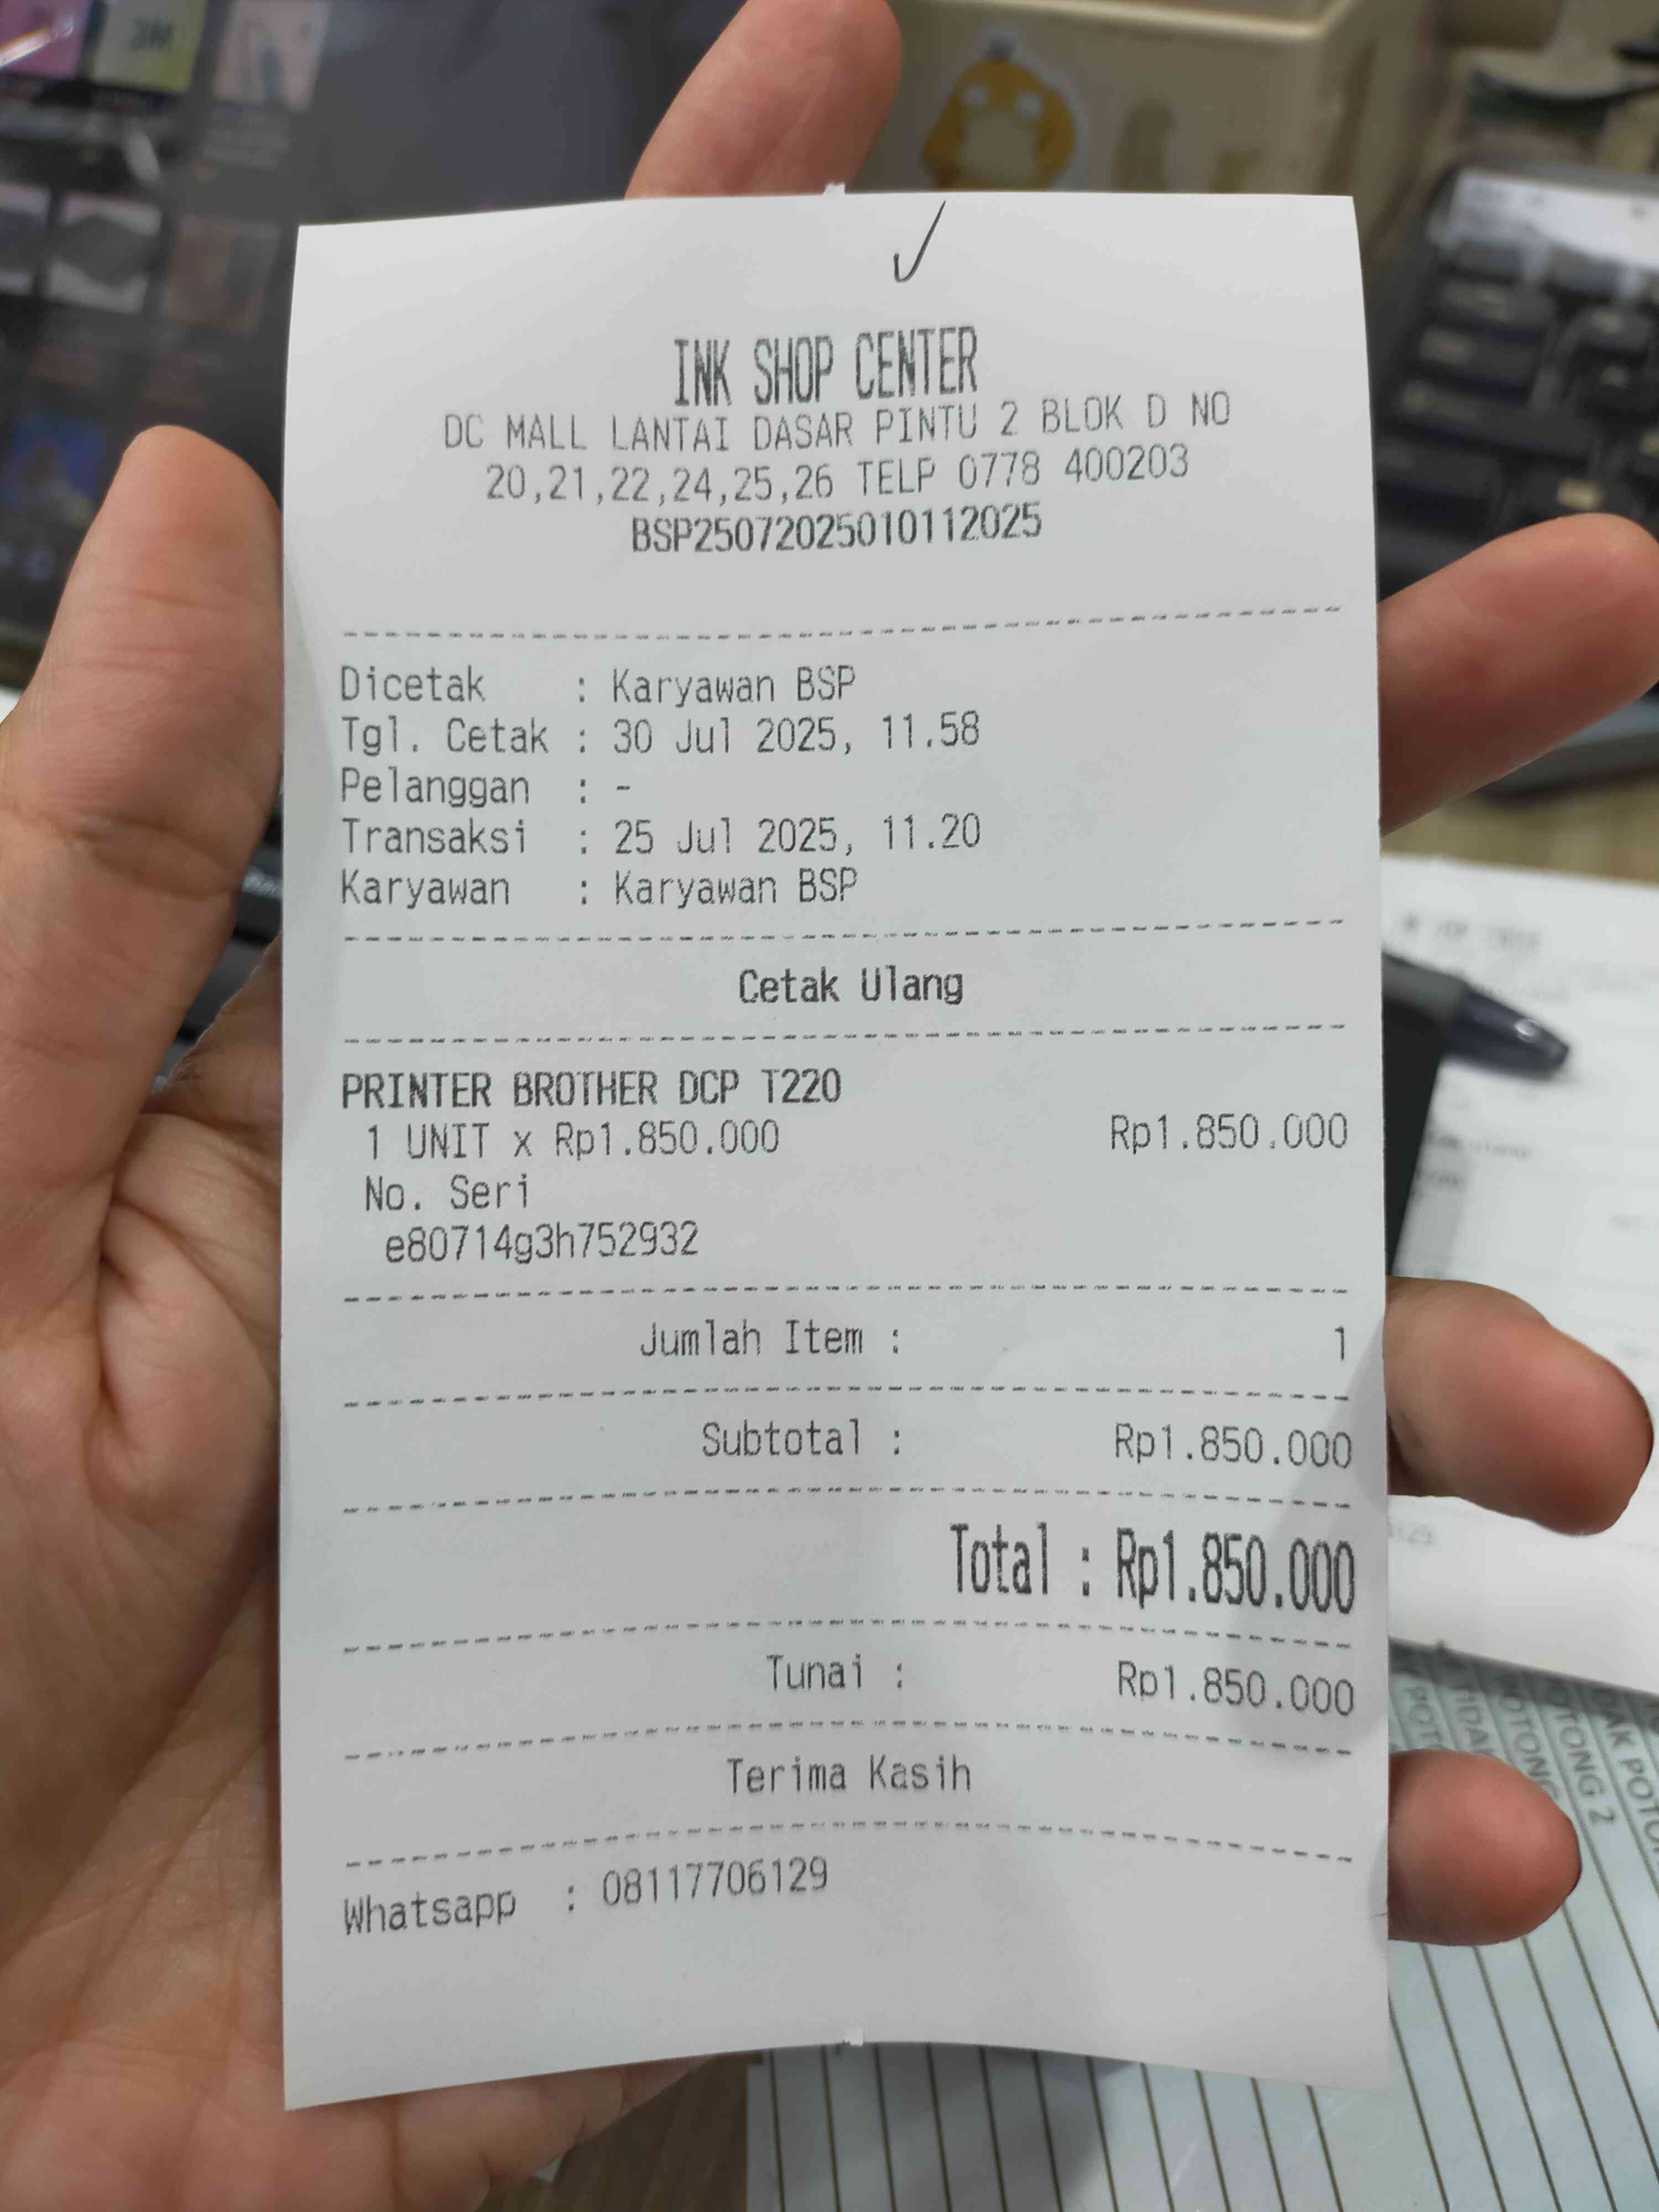 INK SHOP CENTER
DC MALL LANTAI DASAR PINTU 2 BLOK D NO
20,21,22,24,25,26 TELP 0778 400203
BSP25072025010112025
Dicetak : Karyawan BSP
Tgl. Cetak : 30 Jul 2025, 11.58
Pelanggan : -
Transaksi : 25 Jul 2025, 11.20
Karyawan : Karyawan BSP
Cetak Ulang
PRINTER BROTHER DCP T220
1 UNIT x Rp1.850.000 Rp1.850.000
No. Seri
e80714g3h752932
Jumlah Item : 1
Subtotal : Rp1.850.000
Total : Rp1.850.000
Tunai : Rp1.850.000
Terima Kasih
Whatsapp : 08117706129